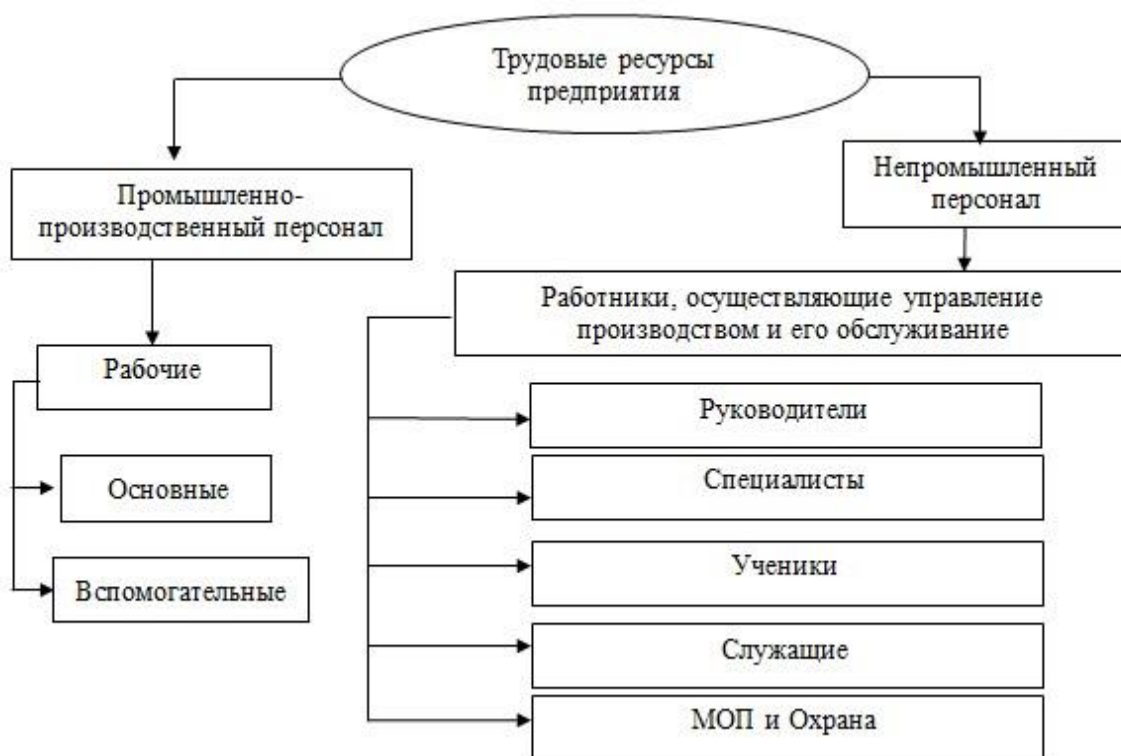 Трудовые ресурсы
предприятия
Непромышленный
персонал
Промышленно-
производственный персонал
Работники, осуществляющие управление
производством и его обслуживание
Рабочие
Руководители
Основные
Специалисты
Вспомогательные
Ученики
Служащие
МОП и Охрана